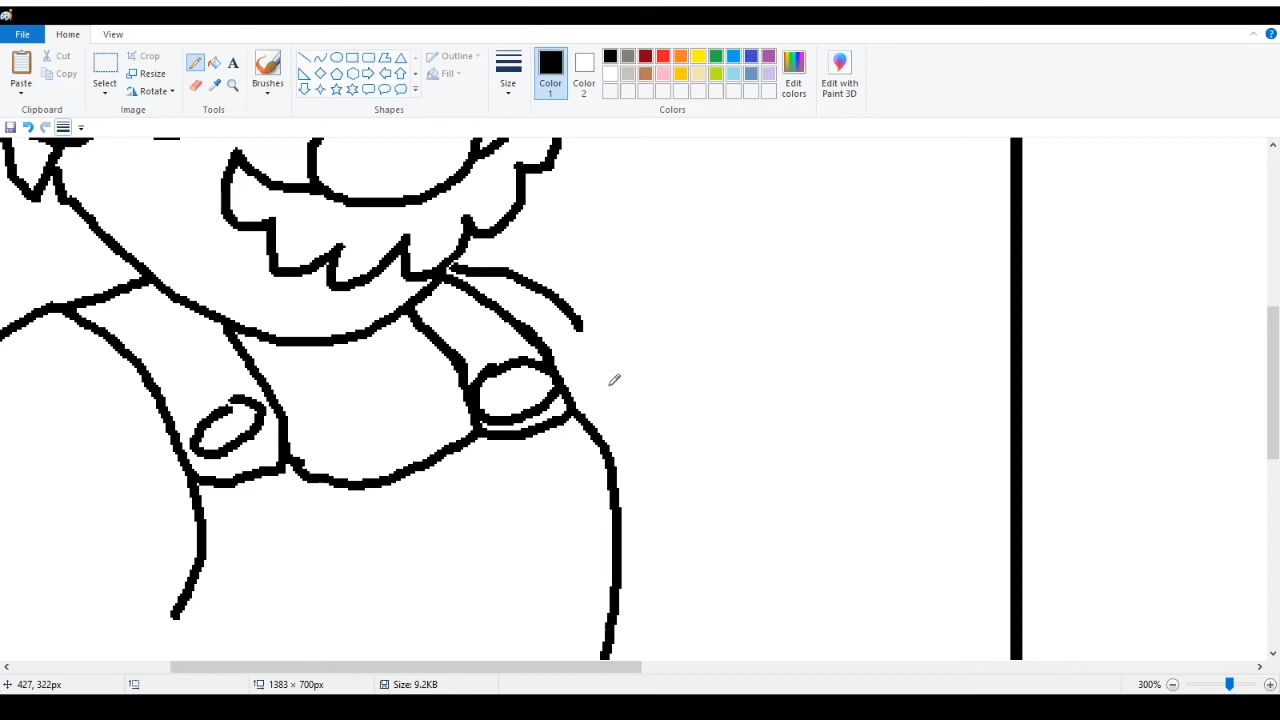 File Home View
Cut
Copy
Paste
Clipboard
Crop
Resize
Rotate
Select
Image
A
Tools
Brushes
Outline
Fill
Shapes
Size
Color 1
Color 2
Edit colors
Colors
Edit with Paint 3D
427, 322px
1383 × 700px
Size: 9.2KB
300%